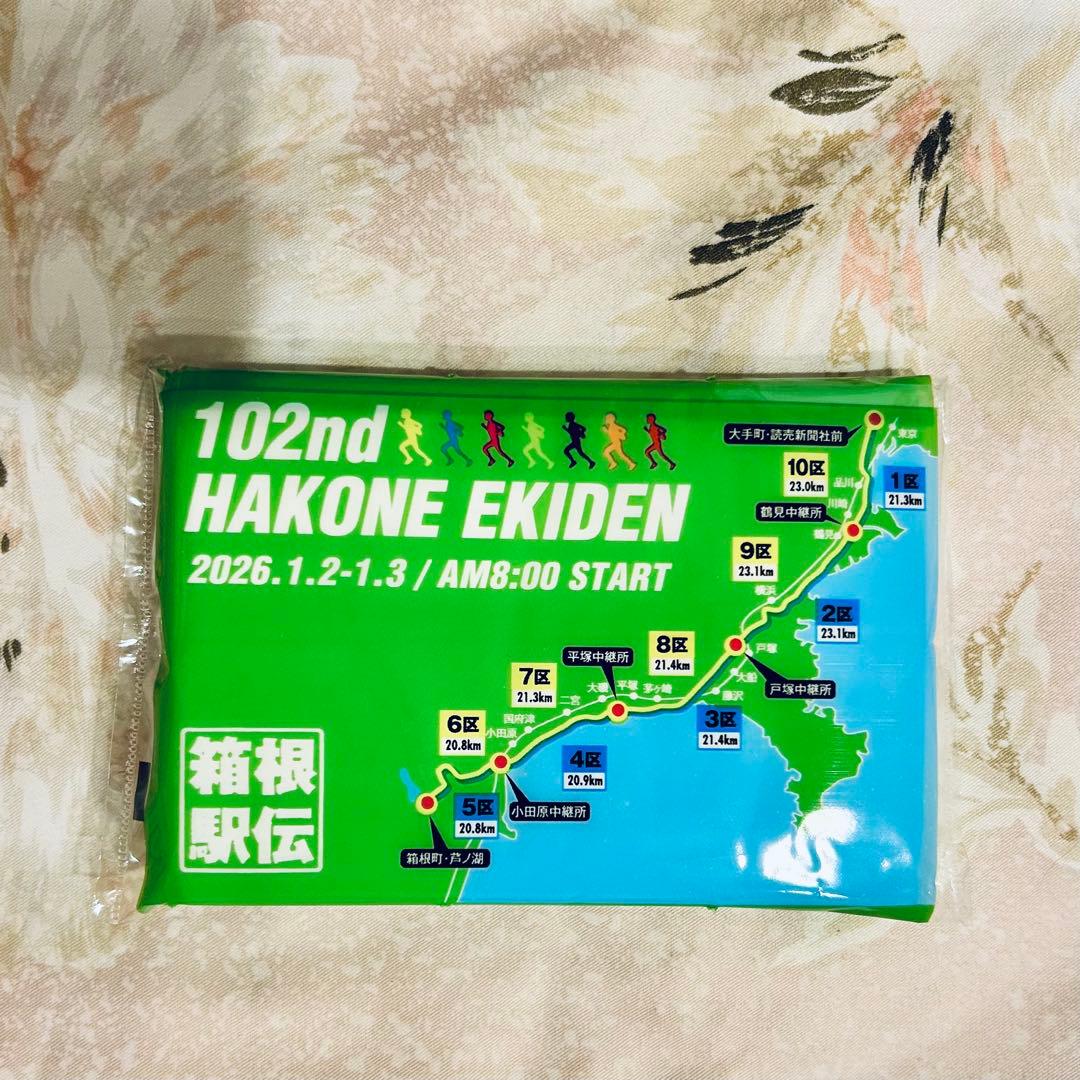 102nd
HAKONE EKIDEN
2026.1.2-1.3 / AM8:00 START
箱根
駅伝
大手町・読売新聞社前
東京
10区
23.0km
品川
1区
21.3km
川崎
鶴見中継所
鶴見
9区
23.1km
横浜
2区
23.1km
8区
21.4km
戸塚
平塚中継所
大船
戸塚中継所
7区
21.3km
大磯
平塚
茅ヶ崎
藤沢
二宮
3区
21.4km
6区
20.8km
国府津
小田原
4区
20.9km
5区
20.8km
小田原中継所
箱根町・芦ノ湖